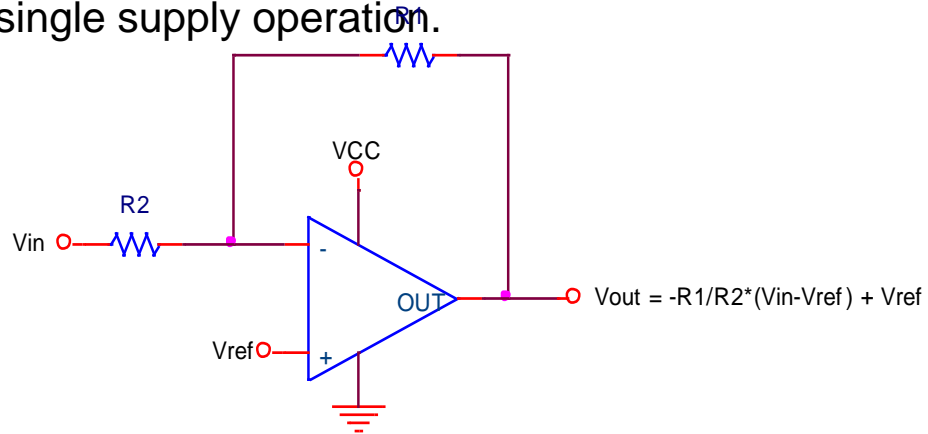 single supply operation.
R1
VCC
R2
Vin
-
OUT
Vout = -R1/R2*(Vin-Vref) + Vref
Vref
+